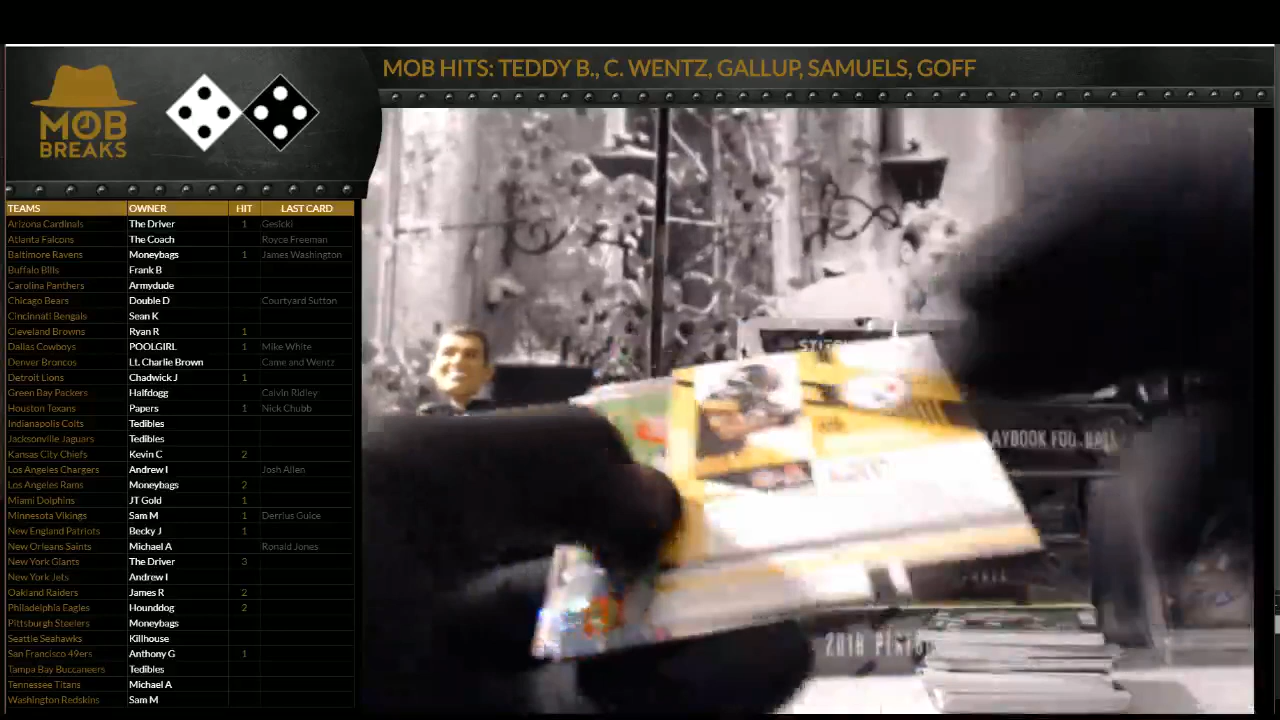 MOB HITS: TEDDY B., C. WENTZ, GALLUP, SAMUELS, GOFF
MOB
BREAKS
TEAMS OWNER HIT LAST CARD
Arizona Cardinals The Driver 1 Gesicki
Atlanta Falcons The Coach Royce Freeman
Baltimore Ravens Moneybags 1 James Washington
Buffalo Bills Frank B
Carolina Panthers Armydude
Chicago Bears Double D Courtyard Sutton
Cincinnati Bengals Sean K
Cleveland Browns Ryan R 1
Dallas Cowboys POOLGIRL 1 Mike White
Denver Broncos Lt. Charlie Brown Came and Wentz
Detroit Lions Chadwick J 1
Green Bay Packers Halfdogg Calvin Ridley
Houston Texans Papers 1 Nick Chubb
Indianapolis Colts Tedibles
Jacksonville Jaguars Tedibles
Kansas City Chiefs Kevin C 2
Los Angeles Chargers Andrew I Josh Allen
Los Angeles Rams Moneybags 2
Miami Dolphins JT Gold 1
Minnesota Vikings Sam M 1 Derrius Guice
New England Patriots Becky J 1
New Orleans Saints Michael A Ronald Jones
New York Giants The Driver 3
New York Jets Andrew I
Oakland Raiders James R 2
Philadelphia Eagles Hounddog 2
Pittsburgh Steelers Moneybags
Seattle Seahawks Killhouse
San Francisco 49ers Anthony G 1
Tampa Bay Buccaneers Tedibles
Tennessee Titans Michael A
Washington Redskins Sam M
AYBOOK FOO BALL
2018